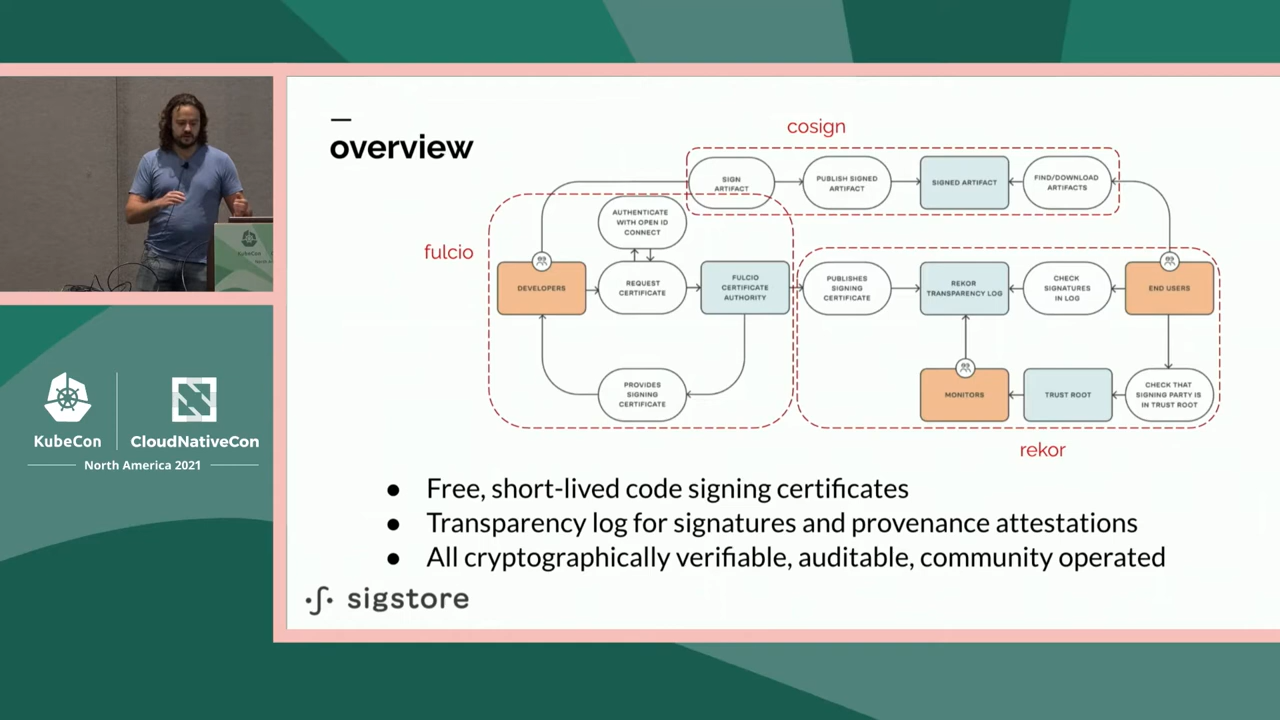 overview
cosign
SIGN
ARTIFACT
PUBLISH SIGNED
ARTIFACT
SIGNED ARTIFACT
FIND/DOWNLOAD
ARTIFACTS
fulcio
AUTHENTICATE
WITH OPEN ID
CONNECT
DEVELOPERS
REQUEST
CERTIFICATE
FULCIO
CERTIFICATE
AUTHORITY
PUBLISHES
SIGNING
CERTIFICATE
REKOR
TRANSPARENCY LOG
CHECK
SIGNATURES
IN LOG
END USERS
PROVIDES
SIGNING
CERTIFICATE
MONITORS
TRUST ROOT
CHECK THAT
SIGNING PARTY IS
IN TRUST ROOT
rekor
● Free, short-lived code signing certificates
● Transparency log for signatures and provenance attestations
● All cryptographically verifiable, auditable, community operated
sigstore
KubeCon
CloudNativeCon
North America 2021